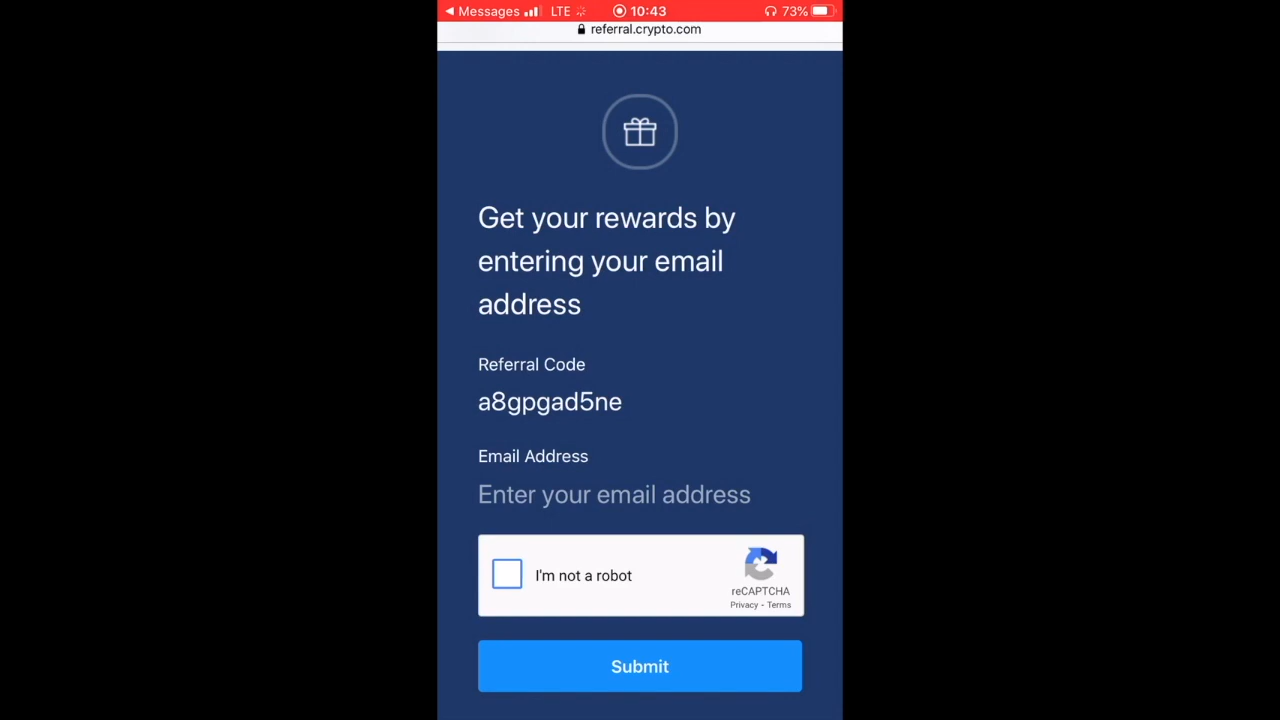 Messages LTE 10:43 73%
referral.crypto.com
Get your rewards by
entering your email
address
Referral Code
a8gpgad5ne
Email Address
Enter your email address
I'm not a robot
reCAPTCHA
Privacy - Terms
Submit